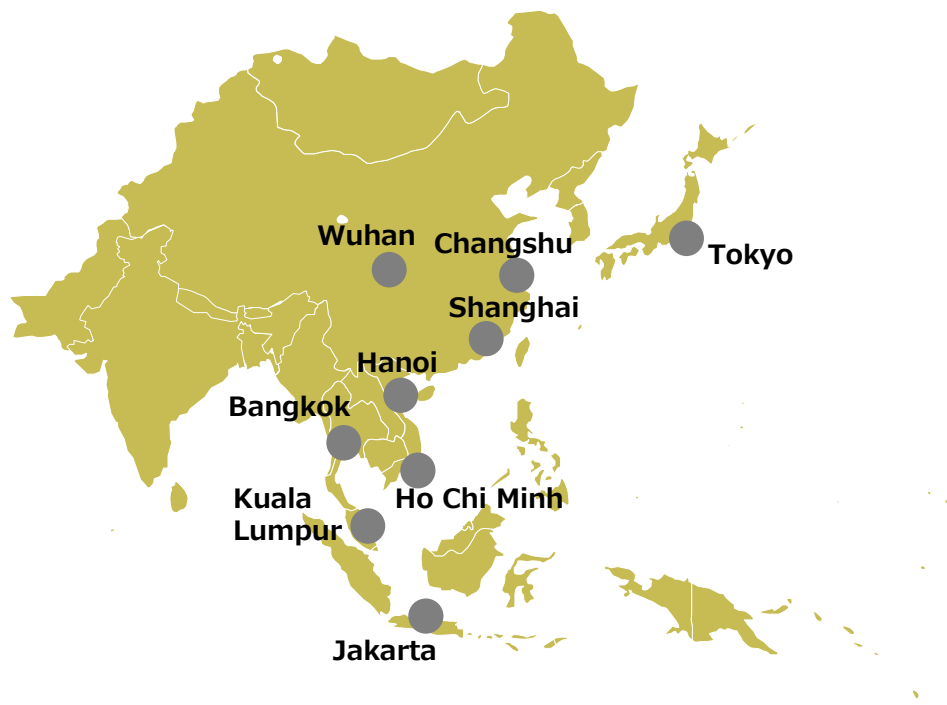 Wuhan
Changshu
Tokyo
Shanghai
Hanoi
Bangkok
Kuala
Lumpur
Ho Chi Minh
Jakarta